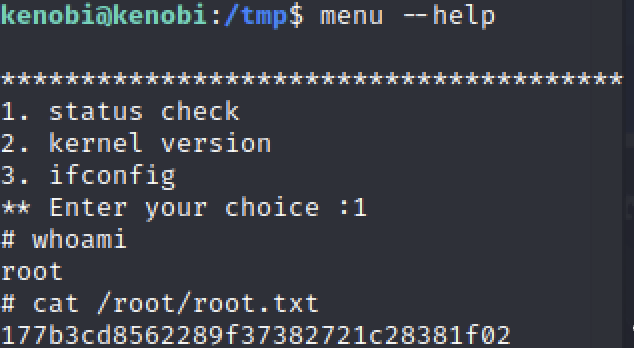 kenobi@kenobi:/tmp$ menu --help
***************************************
1. status check
2. kernel version
3. ifconfig
** Enter your choice :1
# whoami
root
# cat /root/root.txt
177b3cd8562289f37382721c28381f02